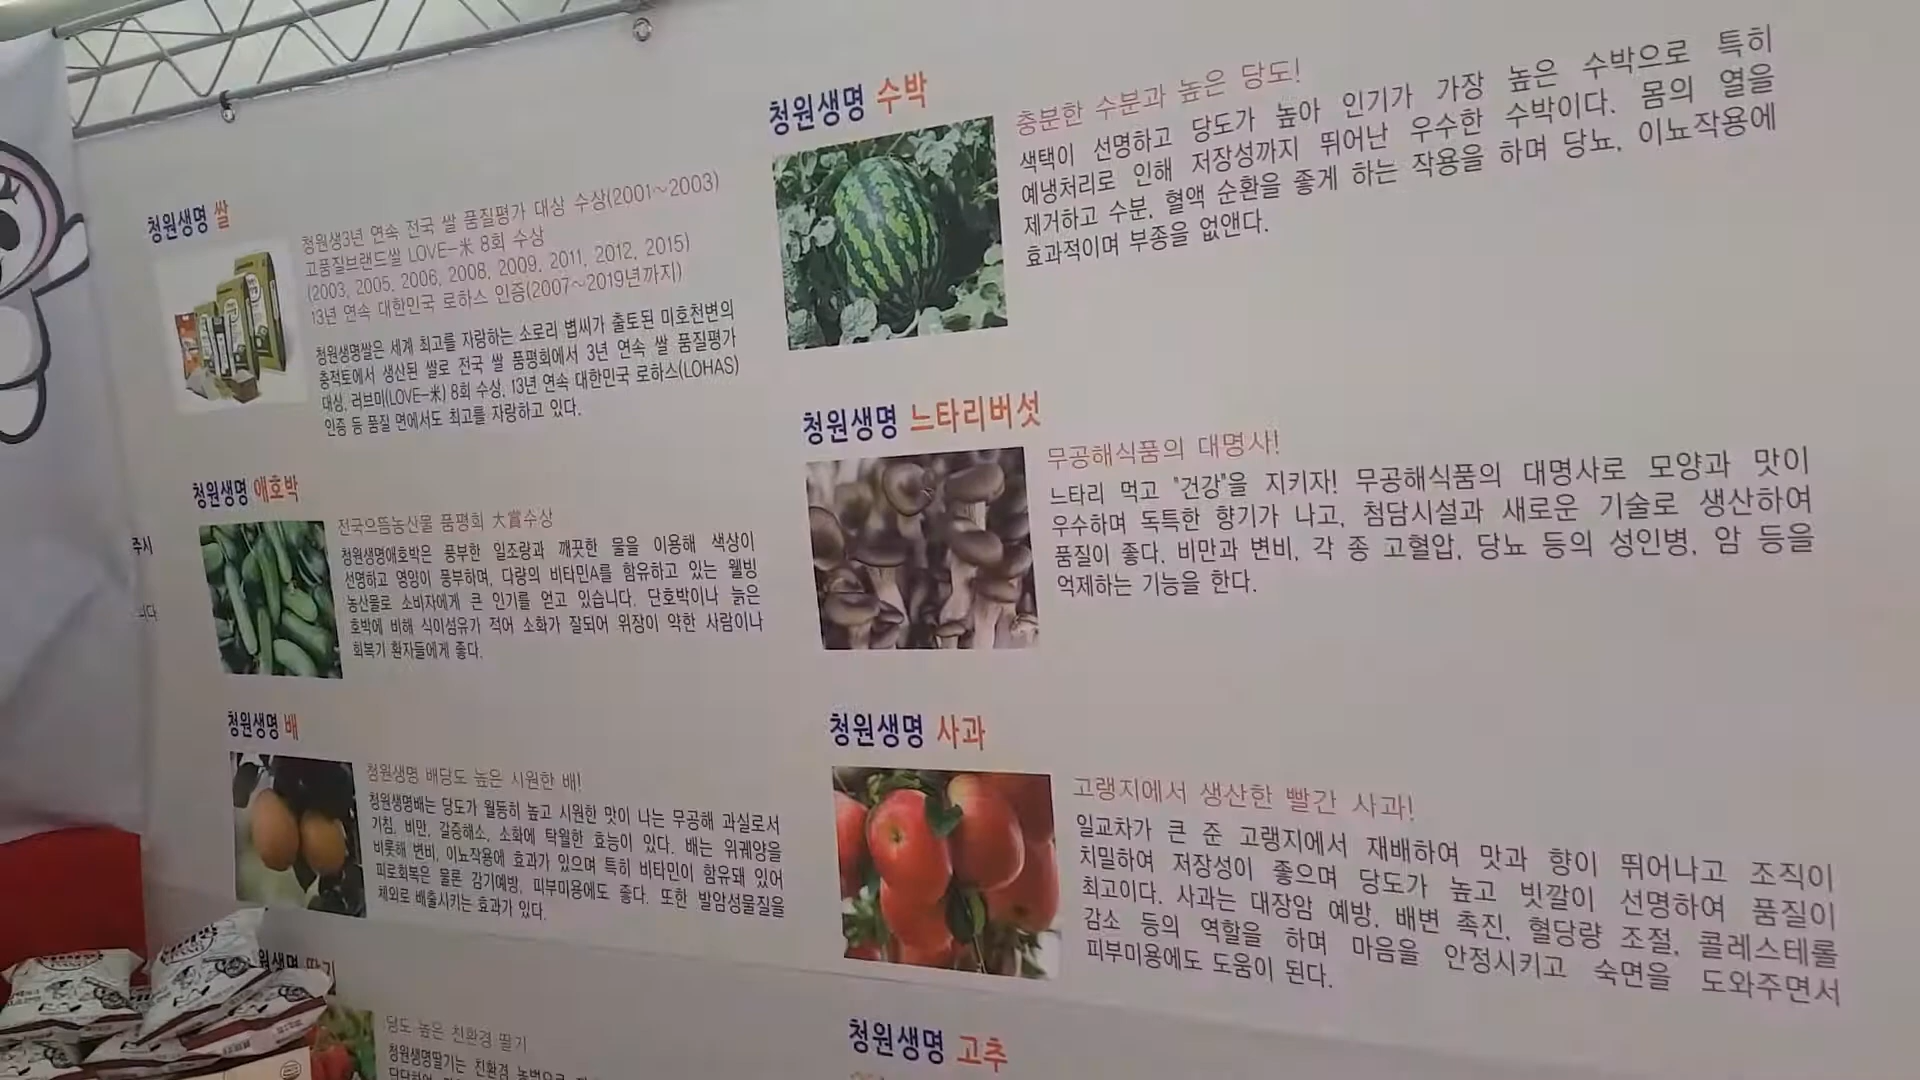 청원생명 쌀
청원생3년 연속 전국 쌀 품질평가 대상 수상(2001~2003)
고품질브랜드쌀 LOVE-米 8회 수상
(2003, 2005, 2006, 2008, 2009, 2011, 2012, 2015)
13년 연속 대한민국 로하스 인증(2007~2019년까지)
청원생명쌀은 세계 최고를 자랑하는 소로리 볍씨가 출토된 미호천변의
충적토에서 생산된 쌀로 전국 쌀 품평회에서 3년 연속 쌀 품질평가
대상, 러브미(LOVE-米) 8회 수상, 13년 연속 대한민국 로하스(LOHAS)
인증 등 품질 면에서도 최고를 자랑하고 있다.
청원생명 애호박
전국으뜸농산물 품평회 大賞수상
청원생명애호박은 풍부한 일조량과 깨끗한 물을 이용해 색상이
선명하고 영양이 풍부하며, 다량의 비타민A를 함유하고 있는 웰빙
농산물로 소비자에게 큰 인기를 얻고 있습니다. 단호박이나 늙은
호박에 비해 식이섬유가 적어 소화가 잘되어 위장이 약한 사람이나
회복기 환자들에게 좋다.
청원생명 배
청원생명 배당도 높은 시원한 배!
청원생명배는 당도가 월등히 높고 시원한 맛이 나는 무공해 과실로서
기침, 비만, 갈증해소, 소화에 탁월한 효능이 있다. 배는 위궤양을
비롯해 변비, 이뇨작용에 효과가 있으며 특히 비타민이 함유돼 있어
피로회복은 물론 감기예방, 피부미용에도 좋다. 또한 발암성물질을
체외로 배출시키는 효과가 있다.
원생명 딸기
당도 높은 친환경 딸기
청원생명딸기는 친환경 농법으로
청원생명 수박
충분한 수분과 높은 당도!
색택이 선명하고 당도가 높아 인기가 가장 높은 수박으로 특히
예냉처리로 인해 저장성까지 뛰어난 우수한 수박이다. 몸의 열을
제거하고 수분, 혈액 순환을 좋게 하는 작용을 하며 당뇨, 이뇨작용에
효과적이며 부종을 없앤다.
청원생명 느타리버섯
무공해식품의 대명사!
느타리 먹고 "건강"을 지키자! 무공해식품의 대명사로 모양과 맛이
우수하며 독특한 향기가 나고, 첨담시설과 새로운 기술로 생산하여
품질이 좋다. 비만과 변비, 각 종 고혈압, 당뇨 등의 성인병, 암 등을
억제하는 기능을 한다.
청원생명 사과
고랭지에서 생산한 빨간 사과!
일교차가 큰 준 고랭지에서 재배하여 맛과 향이 뛰어나고 조직이
치밀하여 저장성이 좋으며 당도가 높고 빗깔이 선명하여 품질이
최고이다. 사과는 대장암 예방, 배변 촉진, 혈당량 조절, 콜레스테롤
감소 등의 역할을 하며 마음을 안정시키고 숙면을 도와주면서
피부미용에도 도움이 된다.
청원생명 고추
주시
니다